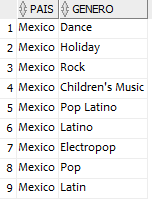 PAIS GENERO
1 Mexico Dance
2 Mexico Holiday
3 Mexico Rock
4 Mexico Children's Music
5 Mexico Pop Latino
6 Mexico Latino
7 Mexico Electropop
8 Mexico Pop
9 Mexico Latin